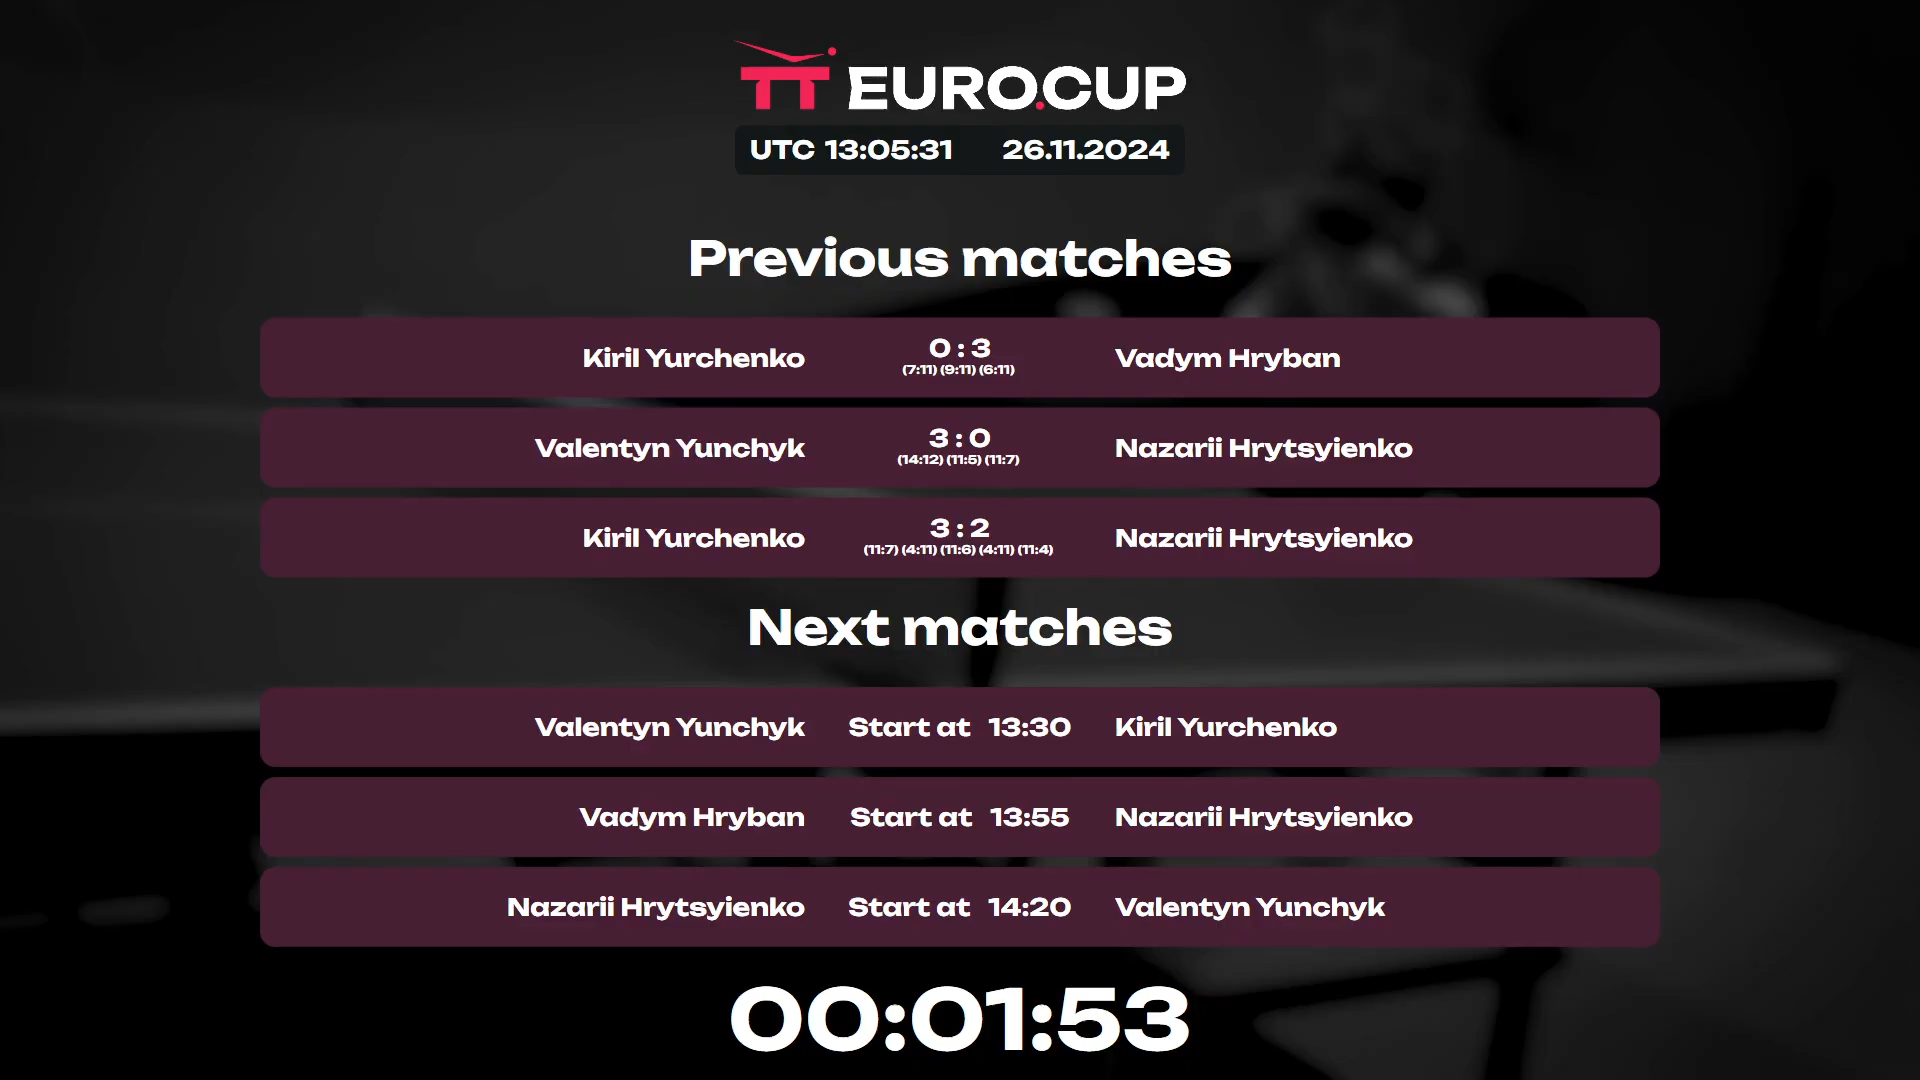 EURO.CUP
UTC 13:05:31 26.11.2024
Previous matches
Kiril Yurchenko 0 : 3 Vadym Hryban
(7:11) (9:11) (6:11)
Valentyn Yunchyk 3 : 0 Nazarii Hrytsyienko
(14:12) (11:5) (11:7)
Kiril Yurchenko 3 : 2 Nazarii Hrytsyienko
(11:7) (4:11) (11:6) (4:11) (11:4)
Next matches
Valentyn Yunchyk Start at 13:30 Kiril Yurchenko
Vadym Hryban Start at 13:55 Nazarii Hrytsyienko
Nazarii Hrytsyienko Start at 14:20 Valentyn Yunchyk
00:01:53